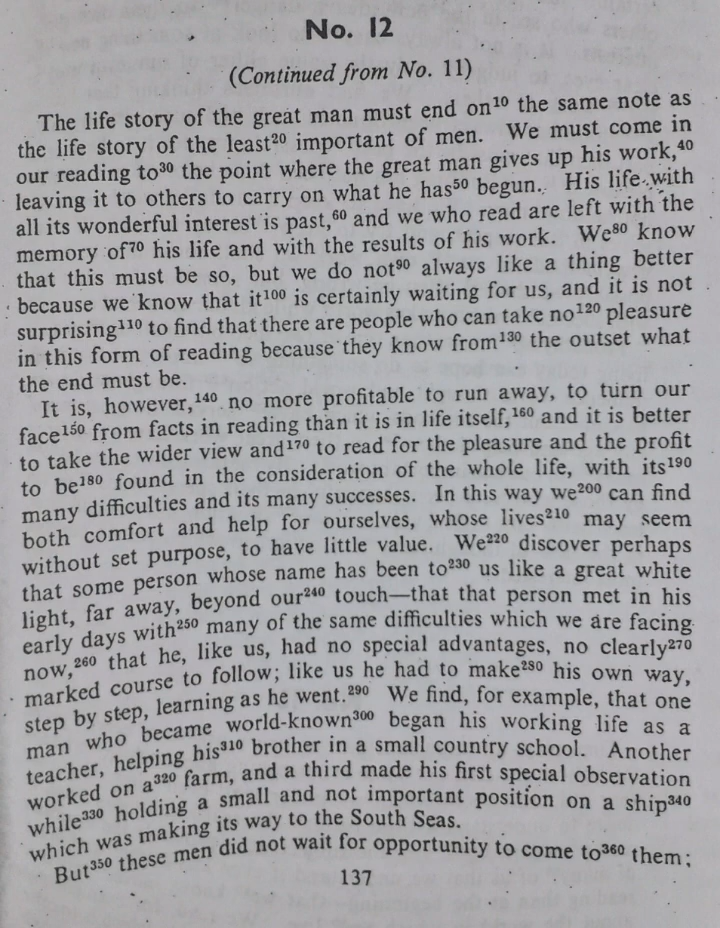 No. 12
(Continued from No. 11)
The life story of the great man must end on¹⁰ the same note as
the life story of the least²⁰ important of men. We must come in
our reading to³⁰ the point where the great man gives up his work,⁴⁰
leaving it to others to carry on what he has⁵⁰ begun. His life with
all its wonderful interest is past,⁶⁰ and we who read are left with the
memory of⁷⁰ his life and with the results of his work. We⁸⁰ know
that this must be so, but we do not⁹⁰ always like a thing better
because we know that it¹⁰⁰ is certainly waiting for us, and it is not
surprising¹¹⁰ to find that there are people who can take no¹²⁰ pleasure
in this form of reading because they know from¹³⁰ the outset what
the end must be.
It is, however,¹⁴⁰ no more profitable to run away, to turn our
face¹⁵⁰ from facts in reading than it is in life itself,¹⁶⁰ and it is better
to take the wider view and¹⁷⁰ to read for the pleasure and the profit
to be¹⁸⁰ found in the consideration of the whole life, with its¹⁹⁰
many difficulties and its many successes. In this way we²⁰⁰ can find
both comfort and help for ourselves, whose lives²¹⁰ may seem
without set purpose, to have little value. We²²⁰ discover perhaps
that some person whose name has been to²³⁰ us like a great white
light, far away, beyond our²⁴⁰ touch—that that person met in his
early days with²⁵⁰ many of the same difficulties which we are facing
now,²⁶⁰ that he, like us, had no special advantages, no clearly²⁷⁰
marked course to follow; like us he had to make²⁸⁰ his own way,
step by step, learning as he went.²⁹⁰ We find, for example, that one
man who became world-known³⁰⁰ began his working life as a
teacher, helping his³¹⁰ brother in a small country school. Another
worked on a³²⁰ farm, and a third made his first special observation
while³³⁰ holding a small and not important position on a ship³⁴⁰
which was making its way to the South Seas.
But³⁵⁰ these men did not wait for opportunity to come to³⁶⁰ them;
137